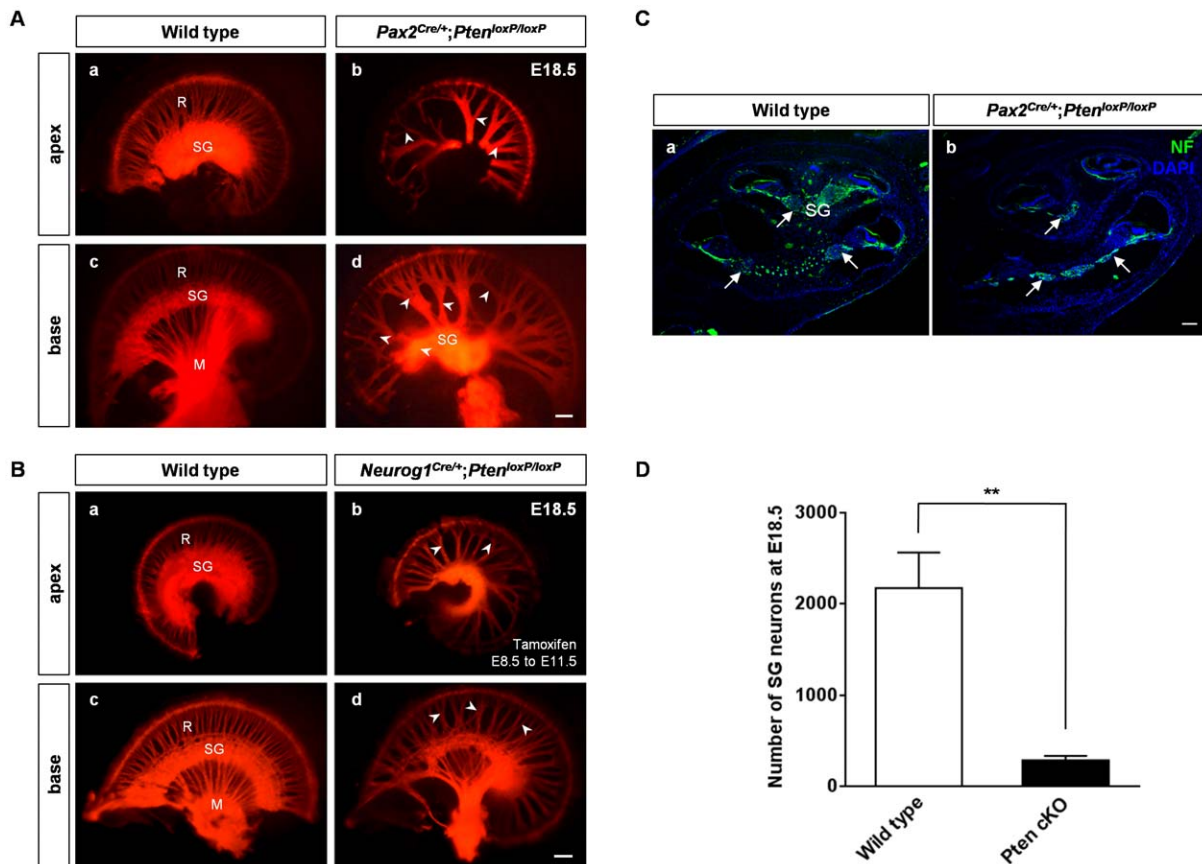 A
Wild type
Pax2Cre/+;PtenloxP/loxP
apex
a
R
SG
b
E18.5
base
c
R
SG
M
d
SG
B
Wild type
Neurog1Cre/+;PtenloxP/loxP
apex
a
R
SG
b
E18.5
Tamoxifen
E8.5 to E11.5
base
c
R
SG
M
d
C
Wild type
Pax2Cre/+;PtenloxP/loxP
a
SG
b
NF
DAPI
D
**
Number of SG neurons at E18.5
3000
2000
1000
0
Wild type
Pten cKO